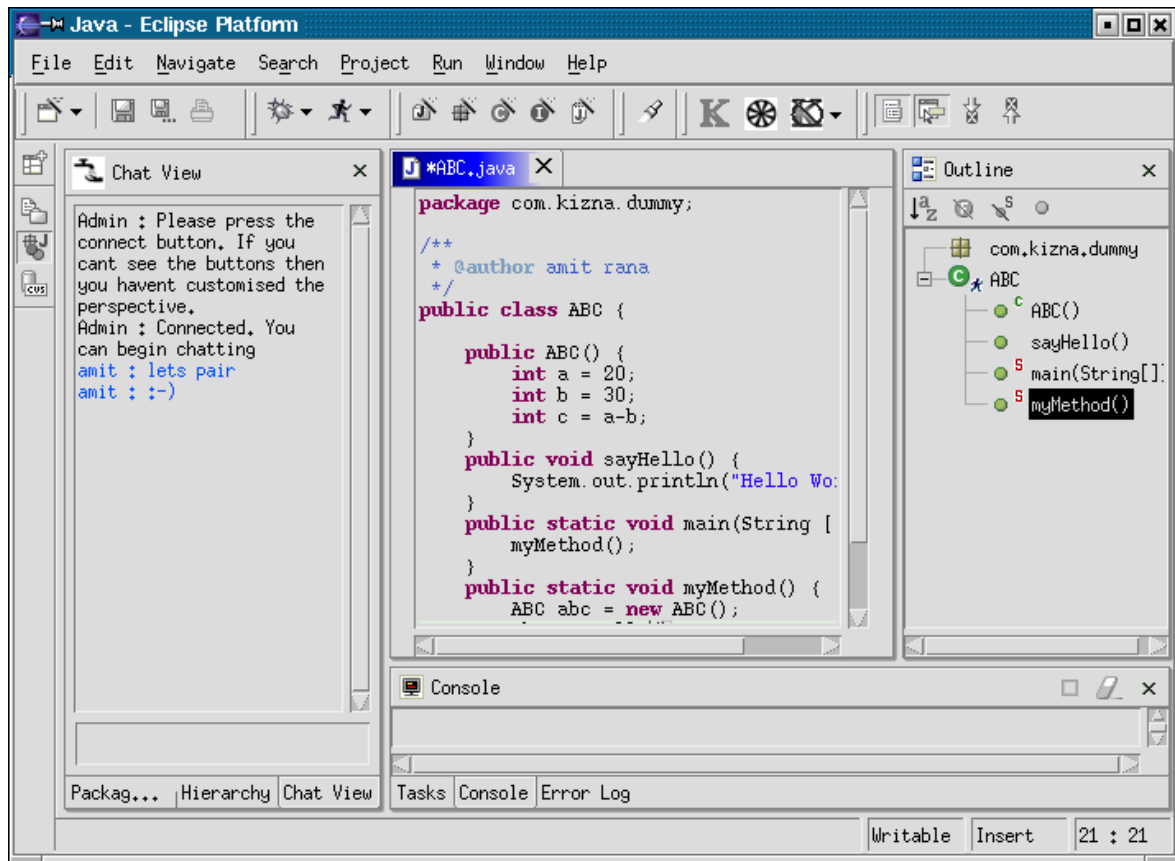 Java - Eclipse Platform
File Edit Navigate Search Project Run Window Help
Chat View
Admin : Please press the
connect button. If you
cant see the buttons then
you havent customised the
perspective.
Admin : Connected. You
can begin chatting
amit : lets pair
amit : :-)
Packag... Hierarchy Chat View
*ABC.java
package com.kizna.dummy;
/**
* @author amit rana
*/
public class ABC {
public ABC() {
int a = 20;
int b = 30;
int c = a-b;
}
public void sayHello() {
System.out.println("Hello Wo
}
public static void main(String [
myMethod();
}
public static void myMethod() {
ABC abc = new ABC();
Outline
com.kizna.dummy
ABC
ABC()
sayHello()
main(String[]
myMethod()
Console
Tasks Console Error Log
Writable Insert 21 : 21